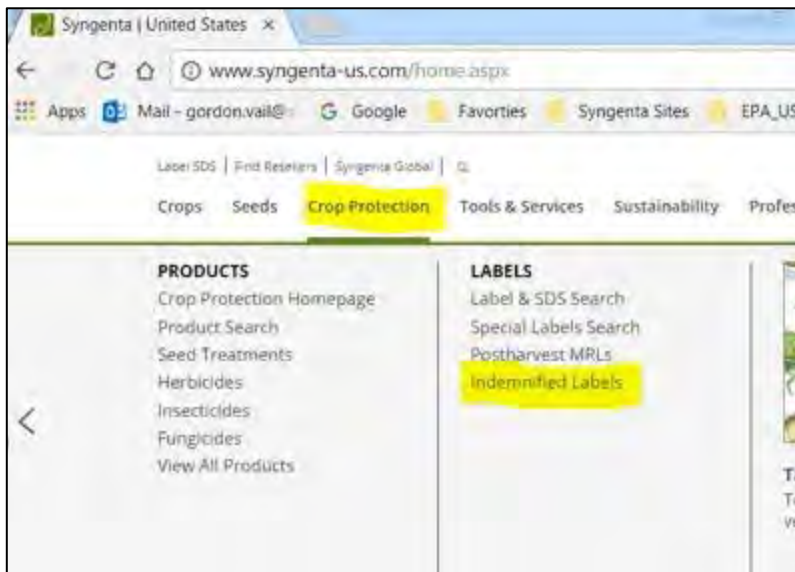 Syngenta | United States ×
www.syngenta-us.com/home.aspx
Apps Mail - gordon.vail@ Google Favorties Syngenta Sites EPA_US
Label SDS | Find Resellers | Syngenta Global |
Crops Seeds Crop Protection Tools & Services Sustainability Profes
PRODUCTS
Crop Protection Homepage
Product Search
Seed Treatments
Herbicides
Insecticides
Fungicides
View All Products
LABELS
Label & SDS Search
Special Labels Search
Postharvest MRLs
Indemnified Labels